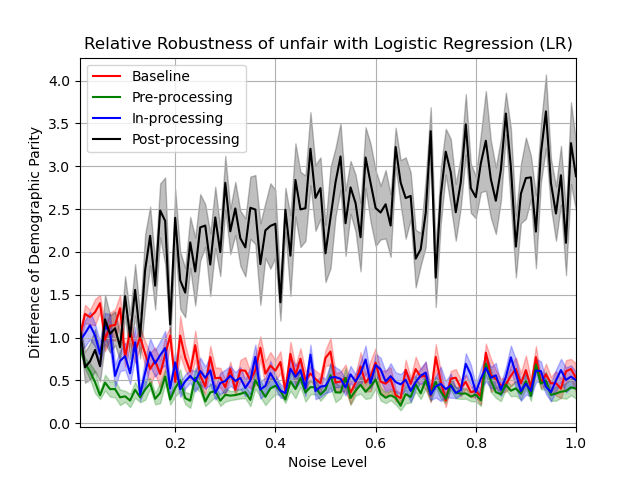 Relative Robustness of unfair with Logistic Regression (LR)
Difference of Demographic Parity
4.0
3.5
3.0
2.5
2.0
1.5
1.0
0.5
0.0
Baseline
Pre-processing
In-processing
Post-processing
0.2
0.4
0.6
0.8
1.0
Noise Level